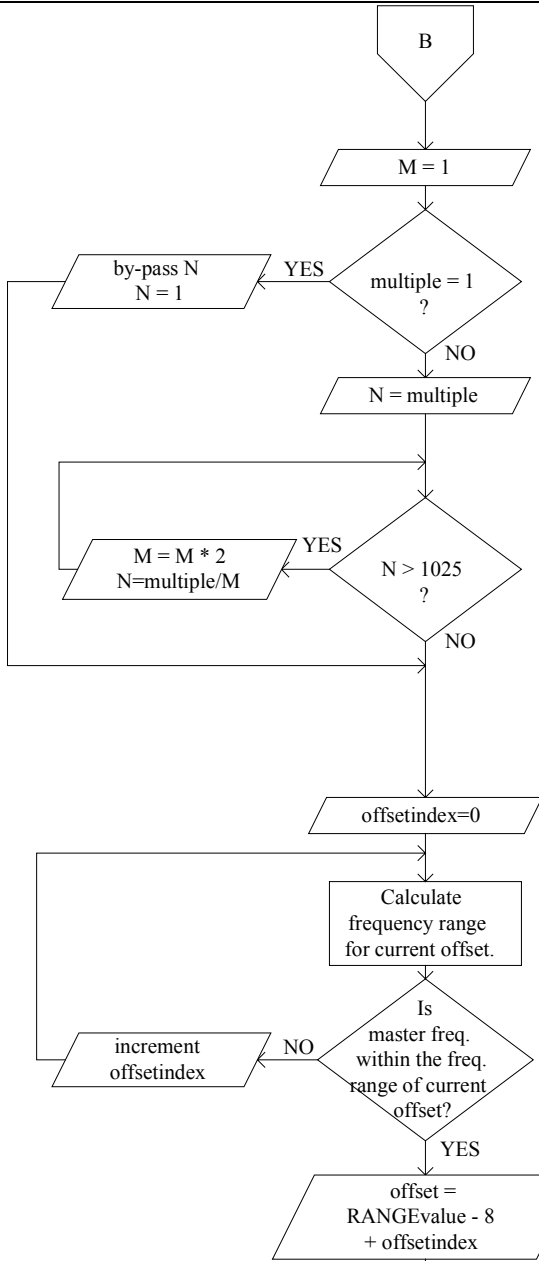 B
M = 1
by-pass N
N = 1
YES
multiple = 1
?
NO
N = multiple
M = M * 2
N=multiple/M
YES
N > 1025
?
NO
offsetindex=0
Calculate
frequency range
for current offset.
Is
master freq.
within the freq.
range of current
offset?
NO
increment
offsetindex
YES
offset =
RANGEvalue - 8
+ offsetindex